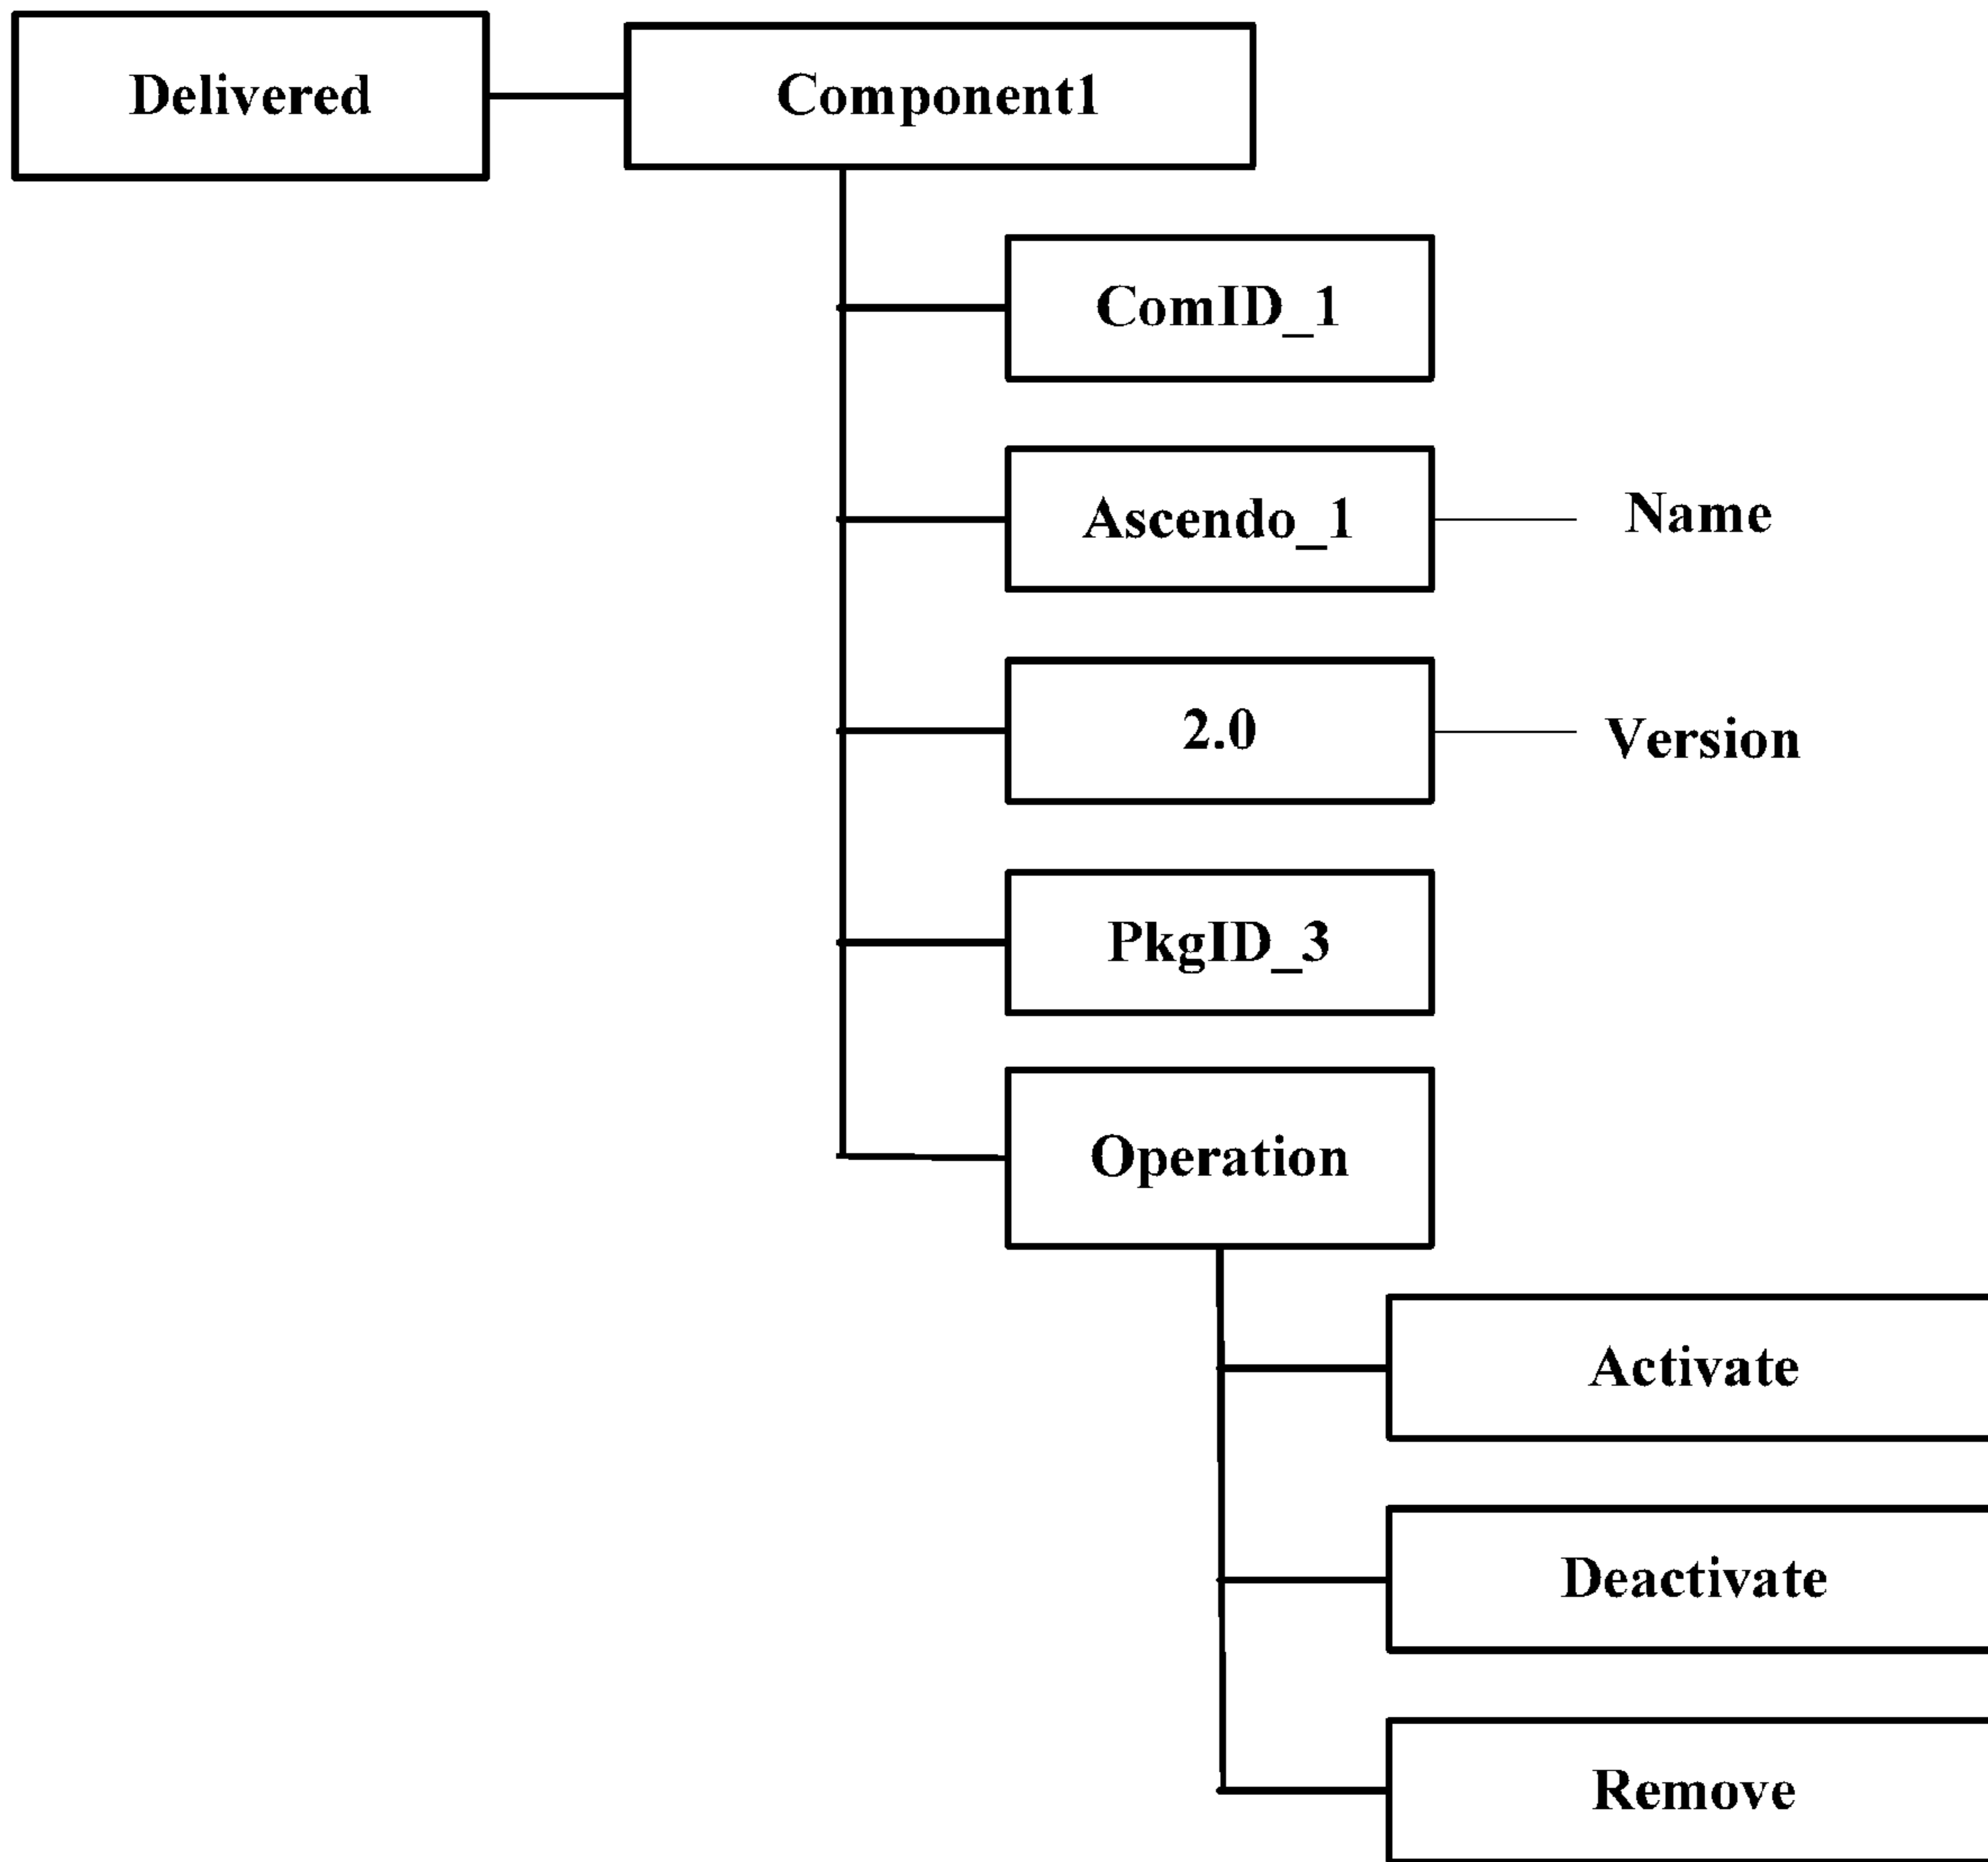 Delivered
Component1
ComID_1
Ascendo_1
Name
2.0
Version
PkgID_3
Operation
Activate
Deactivate
Remove